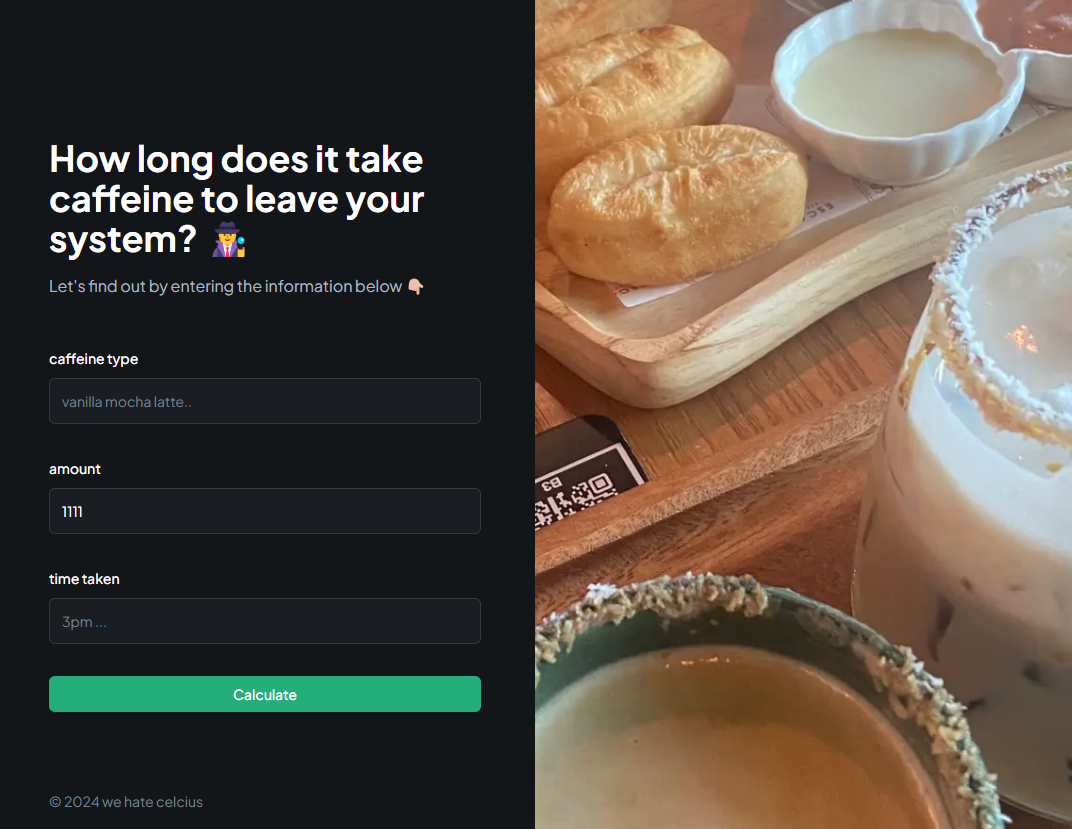 How long does it take
caffeine to leave your
system? 🕵️
Let's find out by entering the information below 👇🏼
caffeine type
vanilla mocha latte..
amount
1111
time taken
3pm ...
Calculate
© 2024 we hate celcius
B3